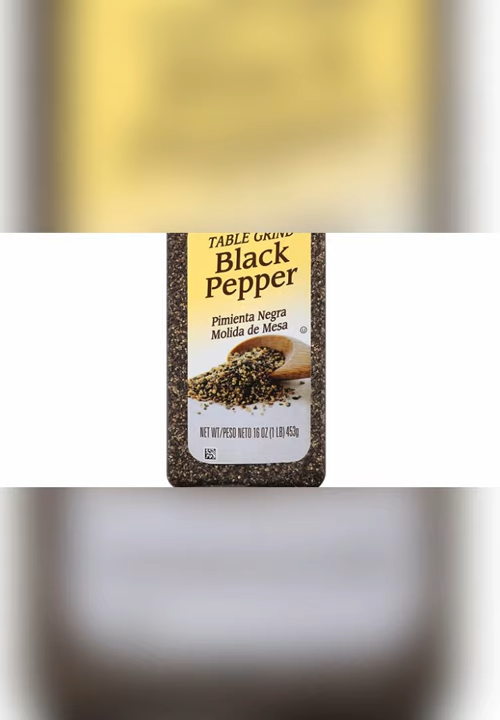 TABLE GRIND
Black
Pepper
Pimienta Negra
Molida de Mesa
NET WT/PESO NETO 16 OZ (1 LB) 453g